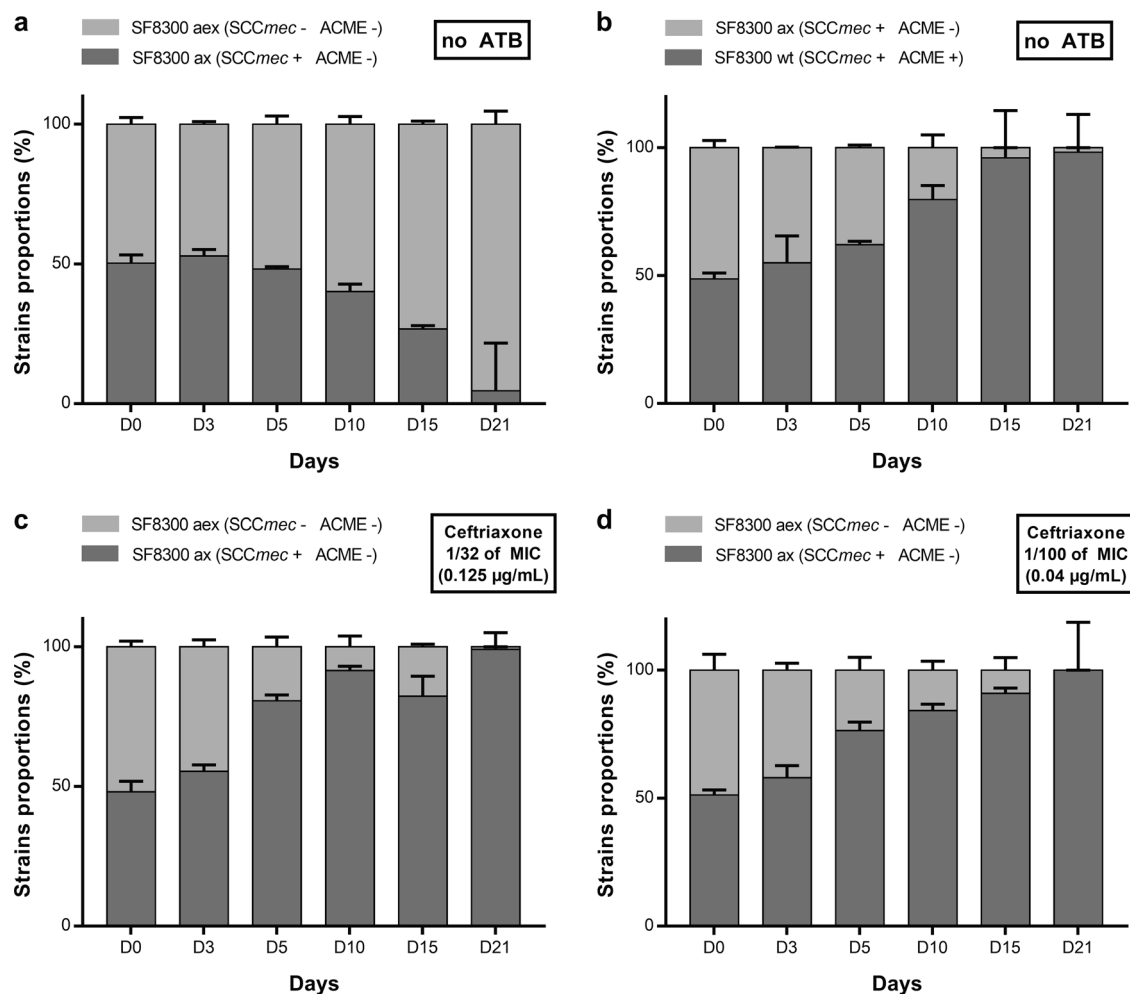 a
SF8300 aex (SCCmec - ACME -)
SF8300 ax (SCCmec + ACME -)
no ATB
Strains proportions (%)
100
50
0
D0 D3 D5 D10 D15 D21
Days
b
SF8300 ax (SCCmec + ACME -)
SF8300 wt (SCCmec + ACME +)
no ATB
Strains proportions (%)
100
50
0
D0 D3 D5 D10 D15 D21
Days
c
SF8300 aex (SCCmec - ACME -)
SF8300 ax (SCCmec + ACME -)
Ceftriaxone
1/32 of MIC
(0.125 µg/mL)
Strains proportions (%)
100
50
0
D0 D3 D5 D10 D15 D21
Days
d
SF8300 aex (SCCmec - ACME -)
SF8300 ax (SCCmec + ACME -)
Ceftriaxone
1/100 of MIC
(0.04 µg/mL)
Strains proportions (%)
100
50
0
D0 D3 D5 D10 D15 D21
Days